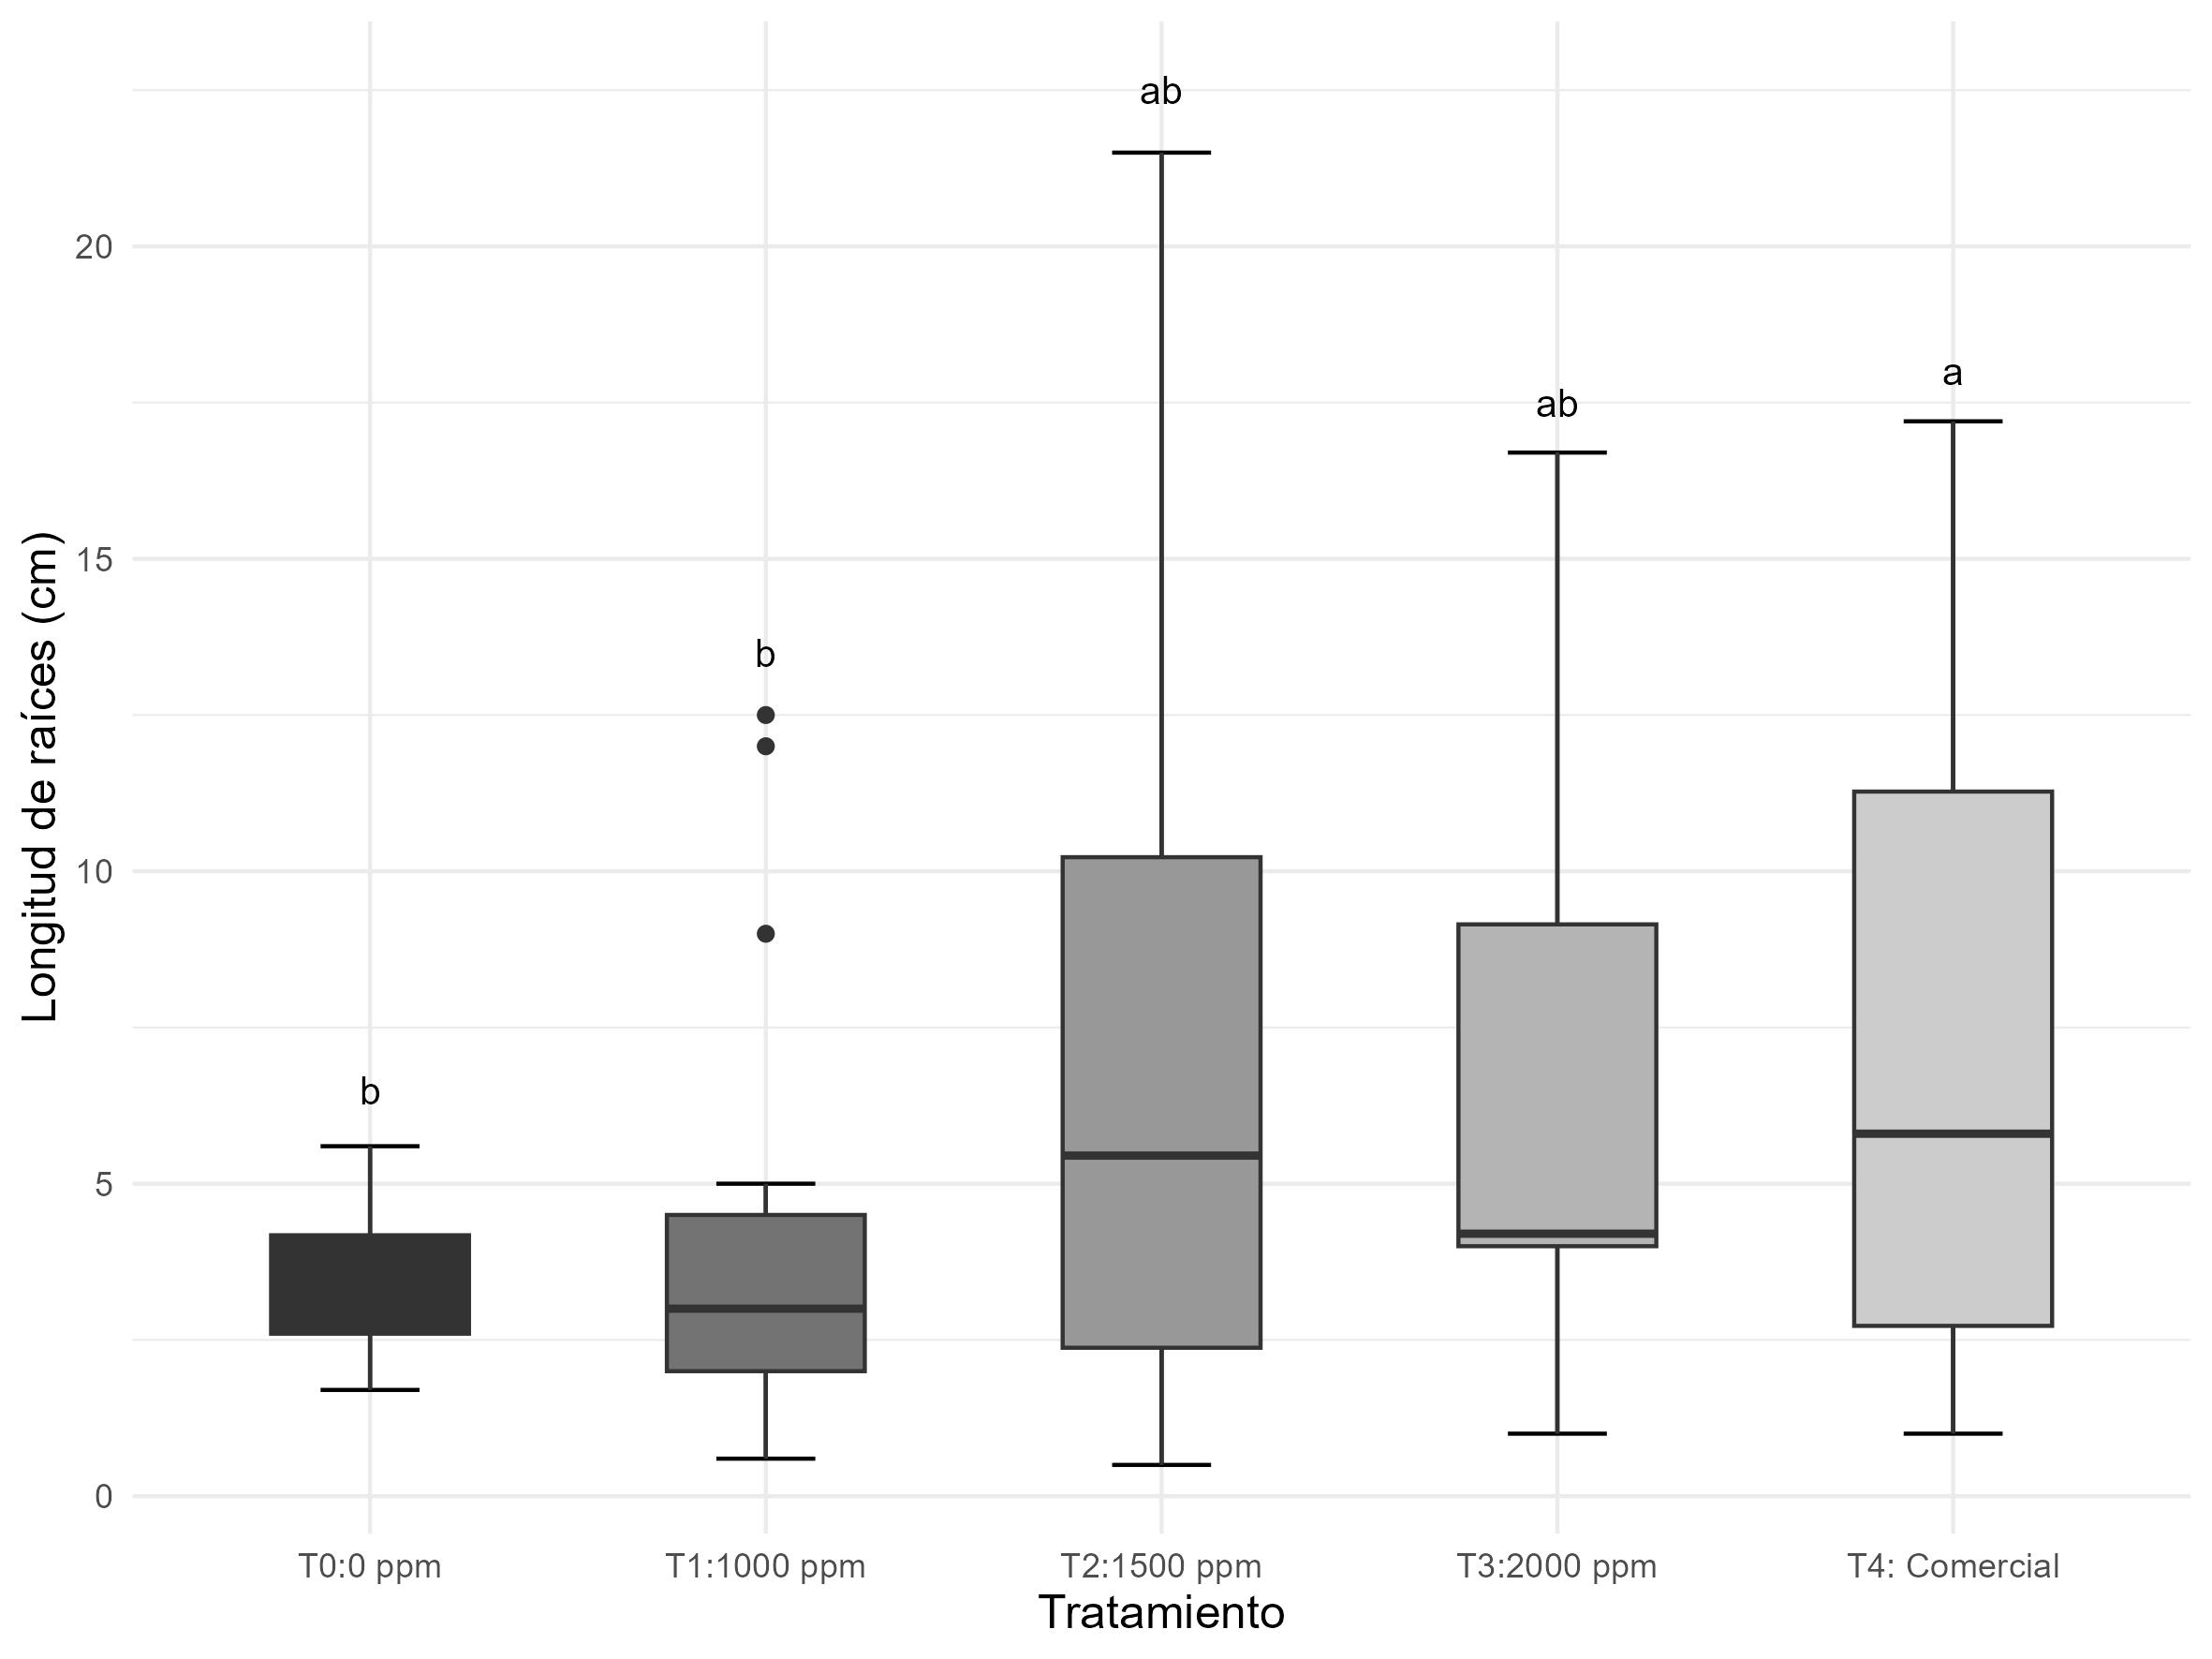 ab
20
ab
a
15
b
10
b
5
0
Longitud de raíces (cm)
T0:0 ppm T1:1000 ppm T2:1500 ppm T3:2000 ppm T4: Comercial
Tratamiento